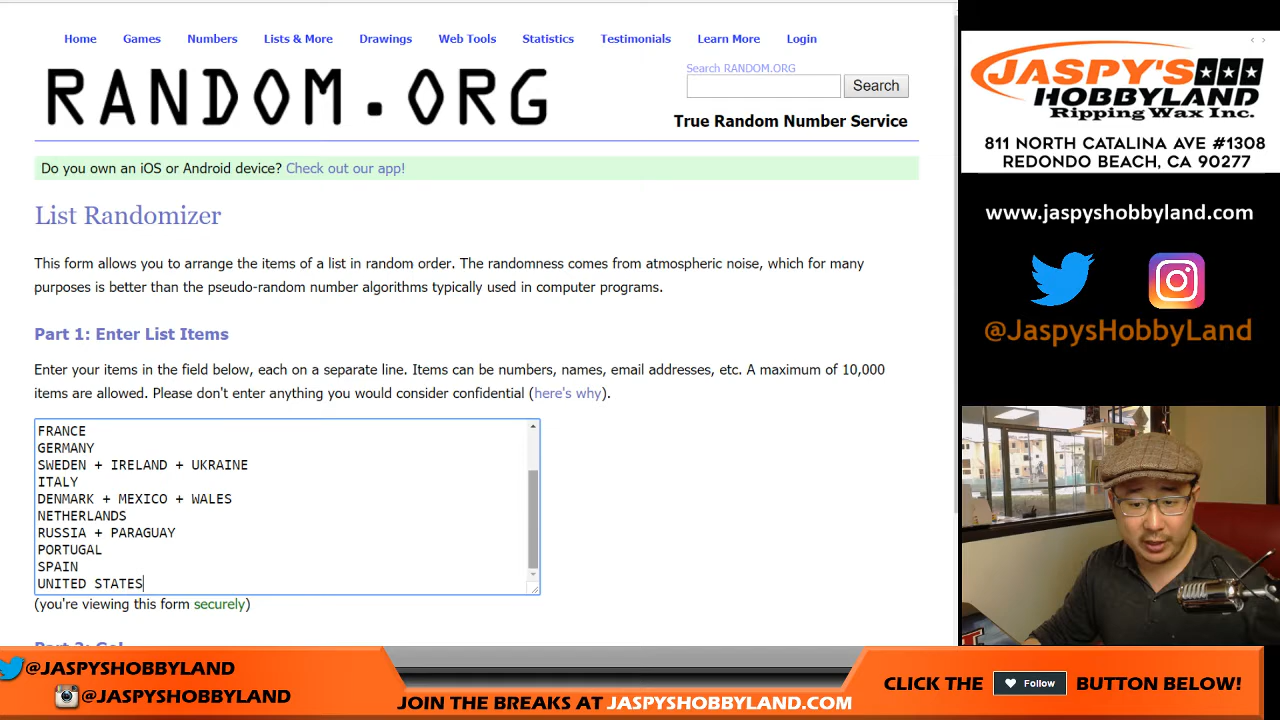 Home Games Numbers Lists & More Drawings Web Tools Statistics Testimonials Learn More Login
RANDOM.ORG
Search RANDOM.ORG
Search
True Random Number Service
Do you own an iOS or Android device? Check out our app!
List Randomizer
This form allows you to arrange the items of a list in random order. The randomness comes from atmospheric noise, which for many
purposes is better than the pseudo-random number algorithms typically used in computer programs.
Part 1: Enter List Items
Enter your items in the field below, each on a separate line. Items can be numbers, names, email addresses, etc. A maximum of 10,000
items are allowed. Please don't enter anything you would consider confidential (here's why).
FRANCE
GERMANY
SWEDEN + IRELAND + UKRAINE
ITALY
DENMARK + MEXICO + WALES
NETHERLANDS
RUSSIA + PARAGUAY
PORTUGAL
SPAIN
UNITED STATES
(you're viewing this form securely)
Part 2: Go!
JASPY'S
HOBBYLAND
Ripping Wax Inc.
811 NORTH CATALINA AVE #1308
REDONDO BEACH, CA 90277
www.jaspyshobbyland.com
@JaspysHobbyLand
@JASPYSHOBBYLAND
@JASPYSHOBBYLAND
JOIN THE BREAKS AT JASPYSHOBBYLAND.COM
CLICK THE Follow BUTTON BELOW!